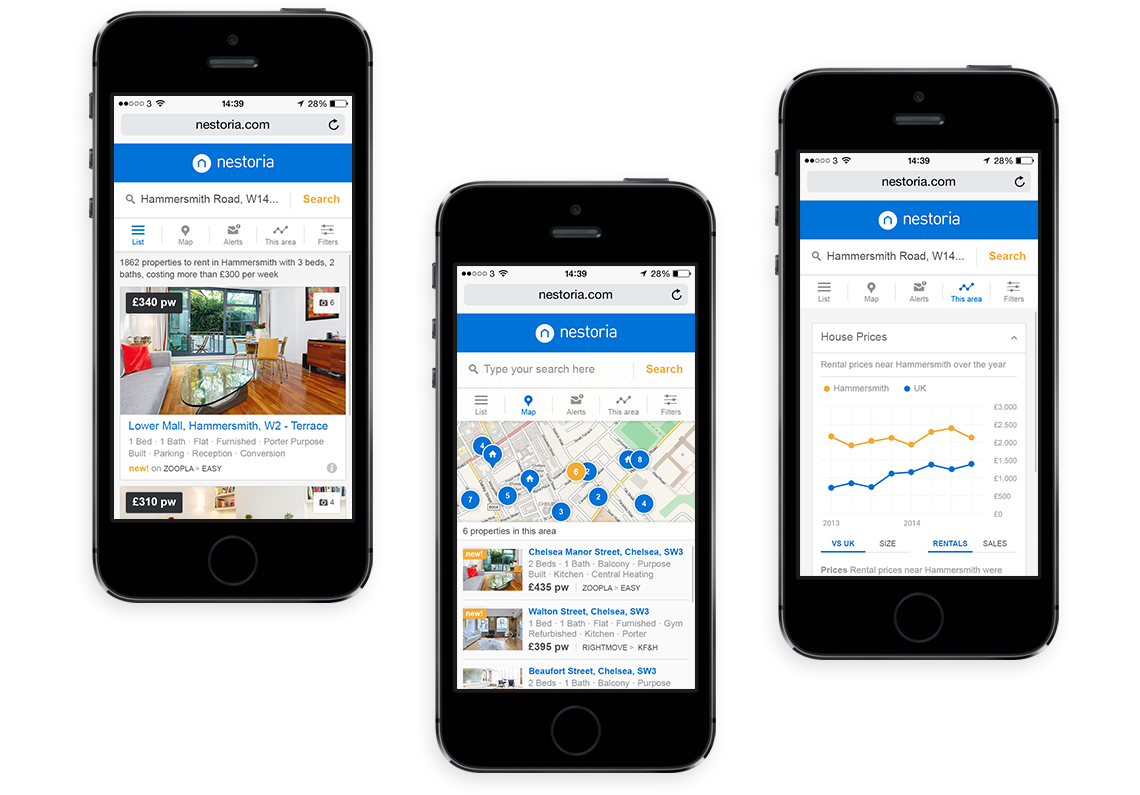 3 14:39 28%
nestoria.com
nestoria
Hammersmith Road, W14... Search
List Map Alerts This area Filters
1862 properties to rent in Hammersmith with 3 beds, 2
baths, costing more than £300 per week
£340 pw 6
Lower Mall, Hammersmith, W2 - Terrace
1 Bed · 1 Bath · Flat · Furnished · Porter Purpose
Built · Parking · Reception · Conversion
new! on ZOOPLA > EASY
£310 pw 4
3 14:39 28%
nestoria.com
nestoria
Type your search here Search
List Map Alerts This area Filters
4
8
6 2
7 5 2 4
3
6 properties in this area
new! Chelsea Manor Street, Chelsea, SW3
2 Beds · 1 Bath · Balcony · Purpose
Built · Kitchen · Central Heating
£435 pw ZOOPLA > EASY
new! Walton Street, Chelsea, SW3
1 Bed · 1 Bath · Flat · Furnished · Gym
Refurbished · Kitchen · Porter
£395 pw RIGHTMOVE > KF&H
Beaufort Street, Chelsea, SW3
2 Beds · 1 Bath · Balcony · Purpose
3 14:39 28%
nestoria.com
nestoria
Hammersmith Road, W14... Search
List Map Alerts This area Filters
House Prices
Rental prices near Hammersmith over the year
Hammersmith UK
£3,000
£2,500
£2,000
£1,500
£1,000
£500
£0
2013 2014
VS UK SIZE RENTALS SALES
Prices Rental prices near Hammersmith were